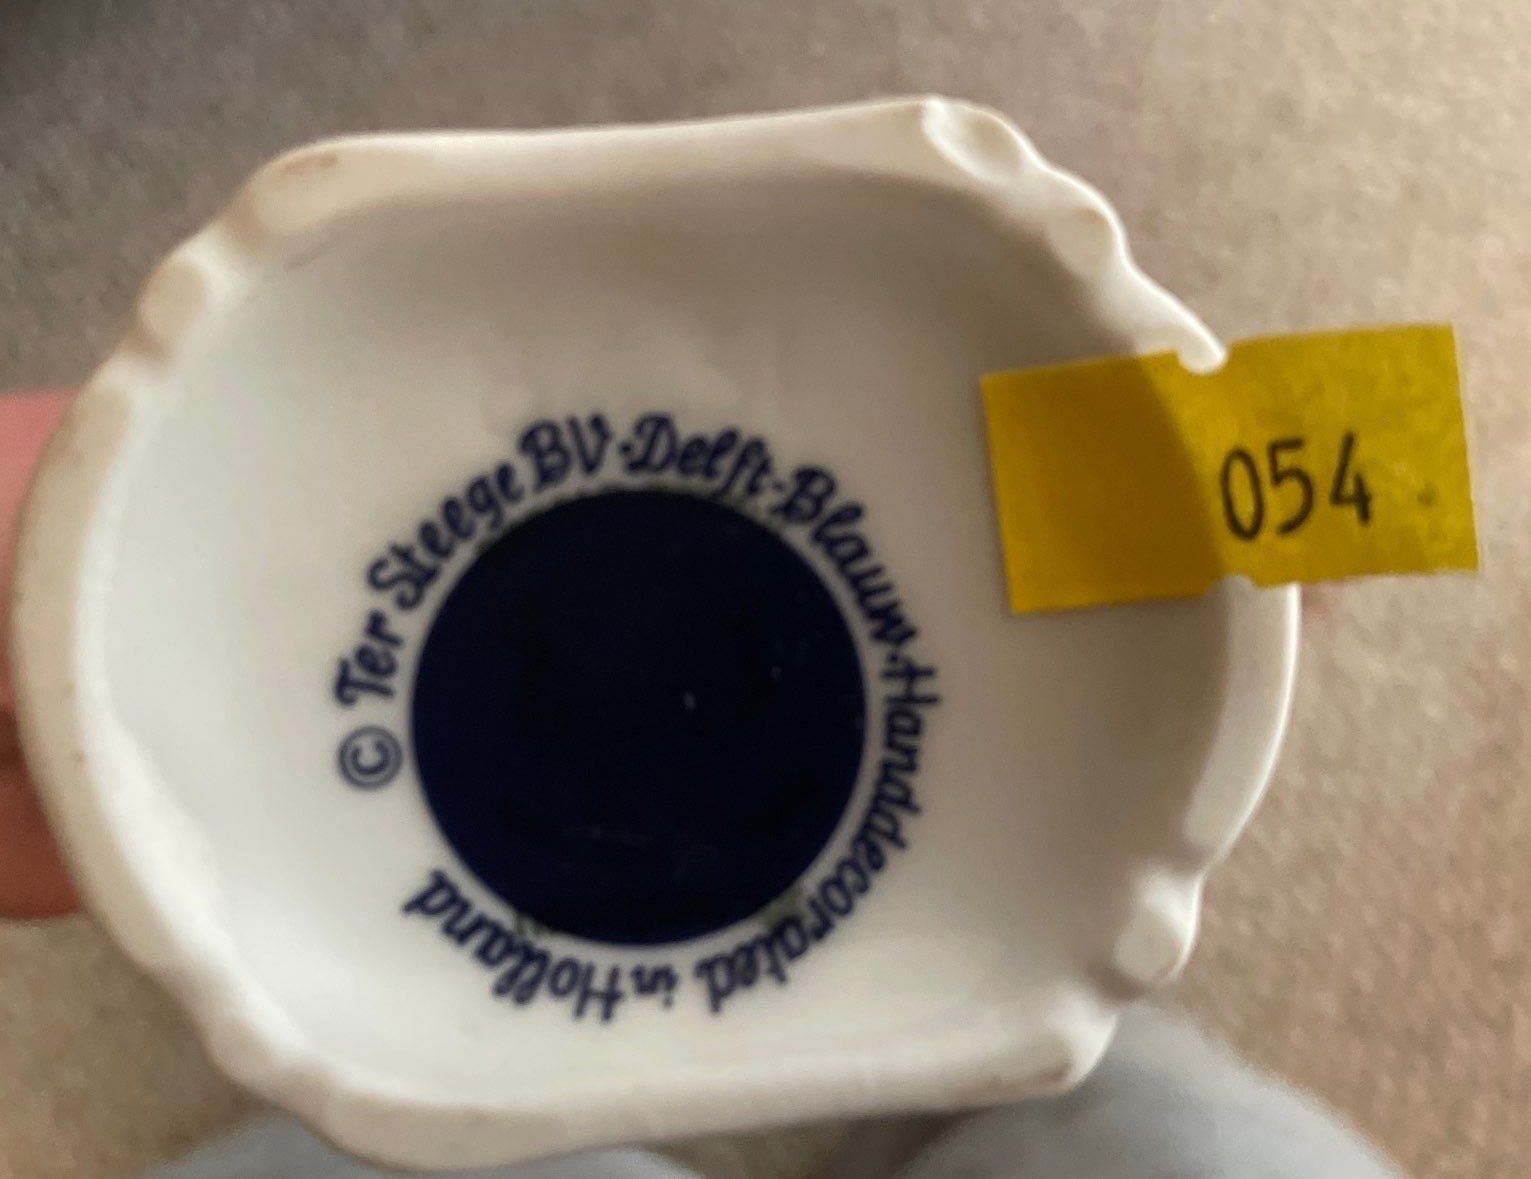 © Ter Steege BV·Delft-Blauw·Handdecorated in Holland
054